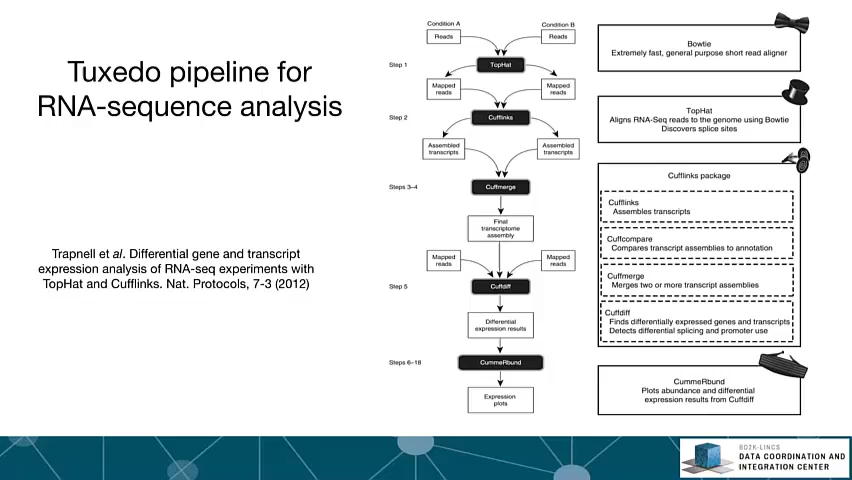 Tuxedo pipeline for
RNA-sequence analysis
Trapnell et al. Differential gene and transcript
expression analysis of RNA-seq experiments with
TopHat and Cufflinks. Nat. Protocols, 7-3 (2012)
Condition A
Condition B
Reads
Reads
Step 1
TopHat
Mapped
reads
Mapped
reads
Step 2
Cufflinks
Assembled
transcripts
Assembled
transcripts
Steps 3–4
Cuffmerge
Final
transcriptome
assembly
Mapped
reads
Mapped
reads
Step 5
Cuffdiff
Differential
expression results
Steps 6–18
CummeRbund
Expression
plots
Bowtie
Extremely fast, general purpose short read aligner
TopHat
Aligns RNA-Seq reads to the genome using Bowtie
Discovers splice sites
Cufflinks package
Cufflinks
Assembles transcripts
Cuffcompare
Compares transcript assemblies to annotation
Cuffmerge
Merges two or more transcript assemblies
Cuffdiff
Finds differentially expressed genes and transcripts
Detects differential splicing and promoter use
CummeRbund
Plots abundance and differential
expression results from Cuffdiff
BD2K-LINCS
DATA COORDINATION AND
INTEGRATION CENTER